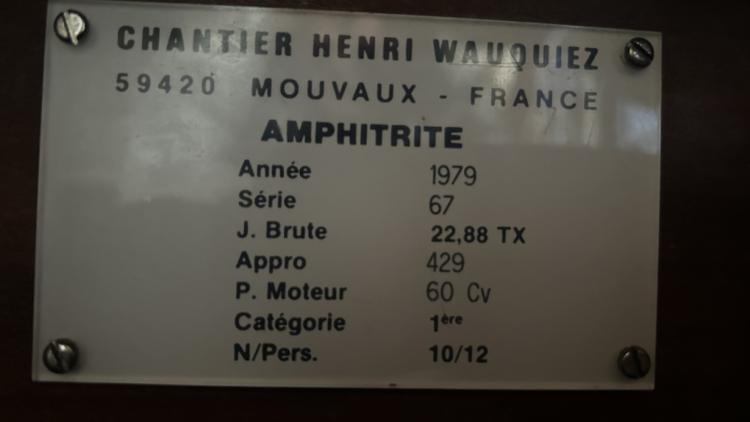 CHANTIER HENRI WAUQUIEZ
59420 MOUVAUX - FRANCE
AMPHITRITE
Année 1979
Série 67
J. Brute 22,88 TX
Appro 429
P. Moteur 60 Cv
Catégorie 1ère
N/Pers. 10/12